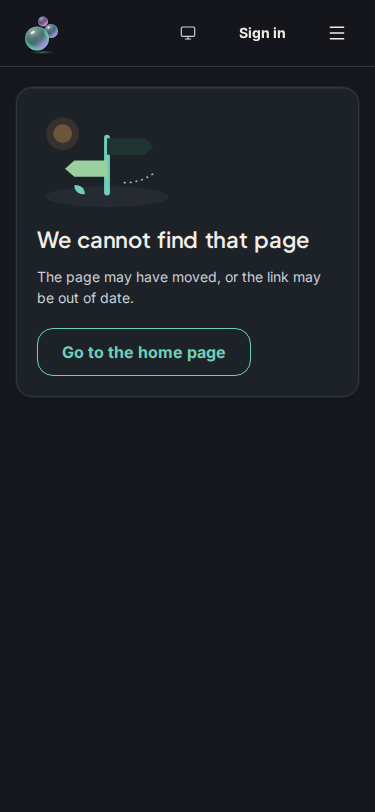 Sign in
We cannot find that page
The page may have moved, or the link may
be out of date.
Go to the home page